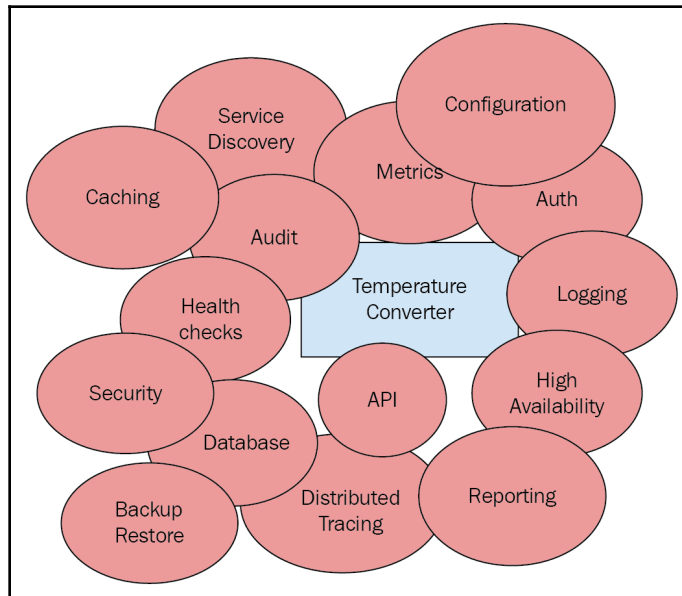 Configuration
Service
Discovery
Metrics
Caching
Auth
Audit
Temperature
Converter
Logging
Health
checks
Security
API
High
Availability
Database
Distributed
Tracing
Reporting
Backup
Restore